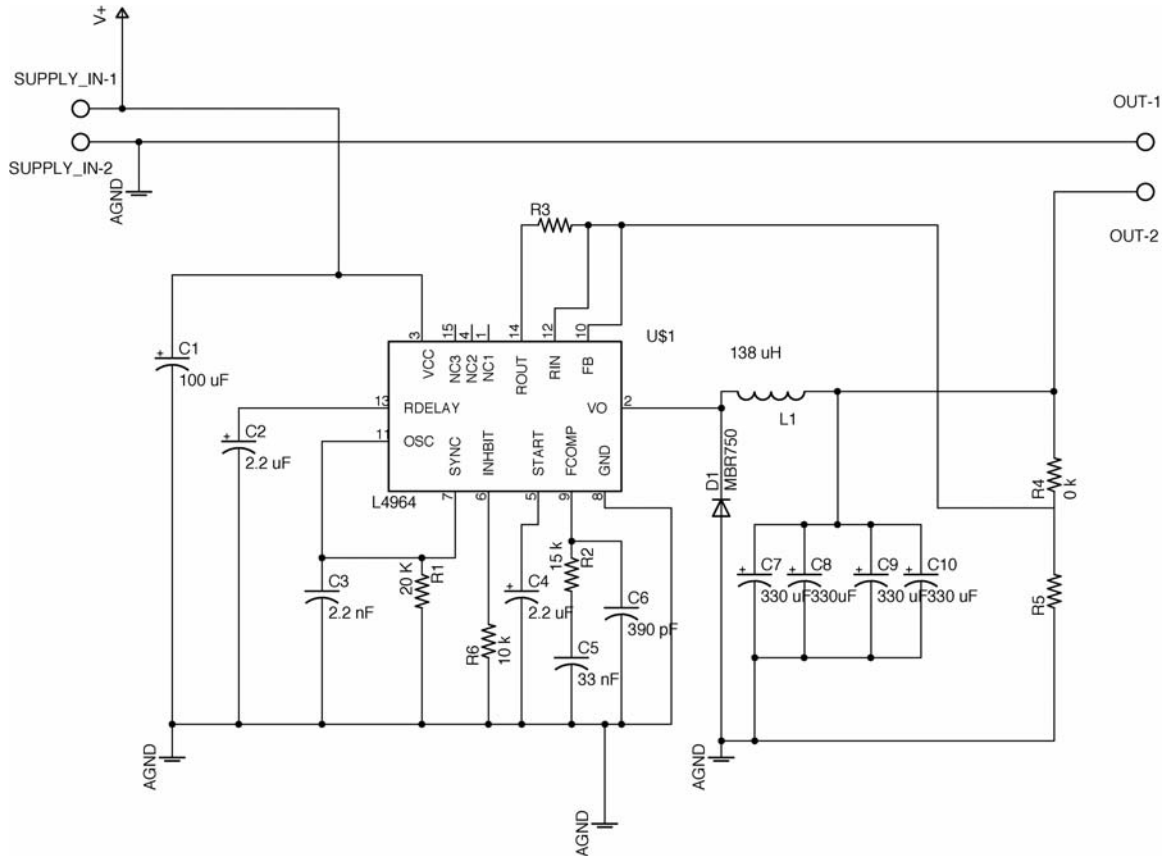 V+
SUPPLY_IN-1
OUT-1
SUPPLY_IN-2
AGND
R3
OUT-2
3
15
4
1
14
12
10
U$1
138 uH
C1
100 uF
VCC
NC3
NC2
NC1
ROUT
RIN
FB
13
RDELAY
VO
2
L1
11
OSC
SYNC
INHBIT
START
FCOMP
GND
C2
2.2 uF
D1
MBR750
R4
0 k
L4964
7
6
5
9
8
C3
2.2 nF
20 K
R1
R6
10 k
C4
2.2 uF
15 k
R2
C6
390 pF
C5
33 nF
C7
330 uF
C8
330uF
C9
330 uF
C10
330 uF
R5
AGND
AGND
AGND